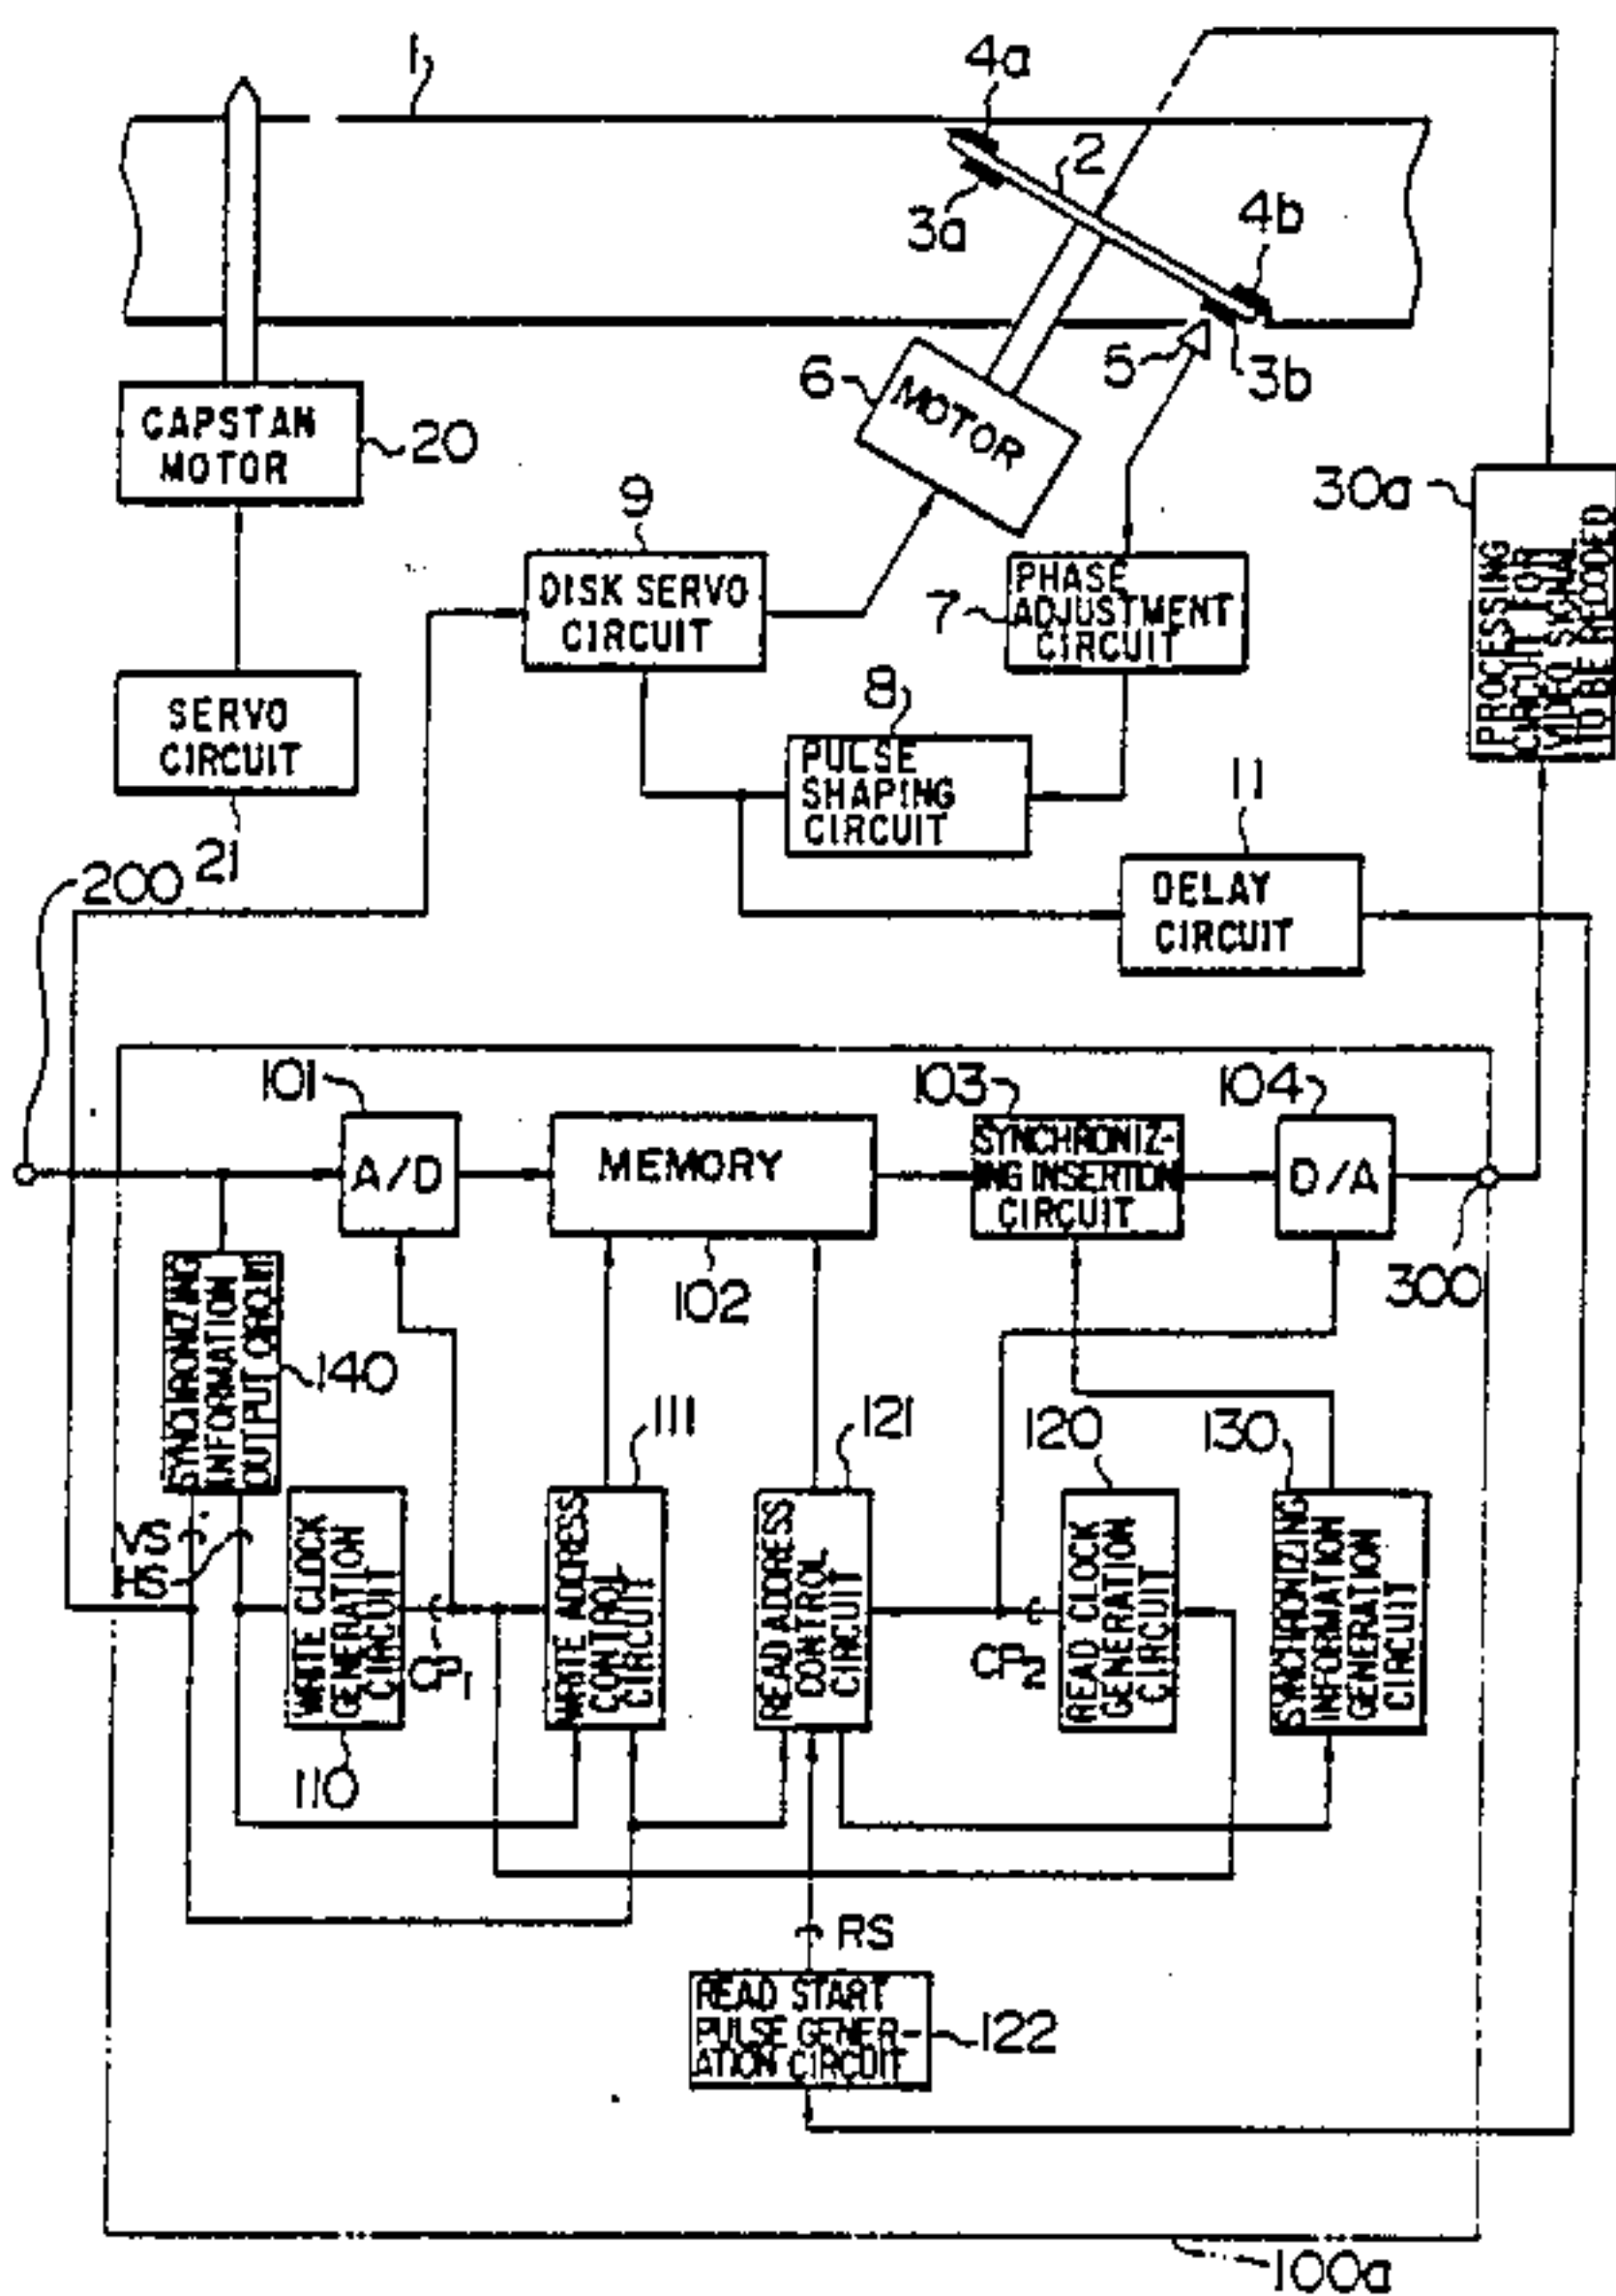 1
4a
2
3a
4b
5
3b
6
MOTOR
CAPSTAN
MOTOR
20
9
30a
DISK SERVO
CIRCUIT
PHASE
ADJUSTMENT
CIRCUIT
7
PROCESSING
CIRCUIT FOR
VIDEO SIGNAL
TO BE RECODED
8
SERVO
CIRCUIT
PULSE
SHAPING
CIRCUIT
11
21
200
DELAY
CIRCUIT
101
103
104
A/D
MEMORY
SYNCHRONIZ-
ING INSERTION
CIRCUIT
D/A
102
300
SYNCHRONIZING
INFORMATION
OUTPUT CIRCUIT
140
111
121
120
130
VS
HS
WRITE CLOCK
GENERATION
CIRCUIT
CP1
WRITE ADDRESS
CONTROL
CIRCUIT
READ ADDRESS
CONTROL
CIRCUIT
CP2
READ CLOCK
GENERATION
CIRCUIT
SYNCHRONIZING
INFORMATION
GENERATION
CIRCUIT
110
RS
READ START
PULSE GENER-
ATION CIRCUIT
122
100a